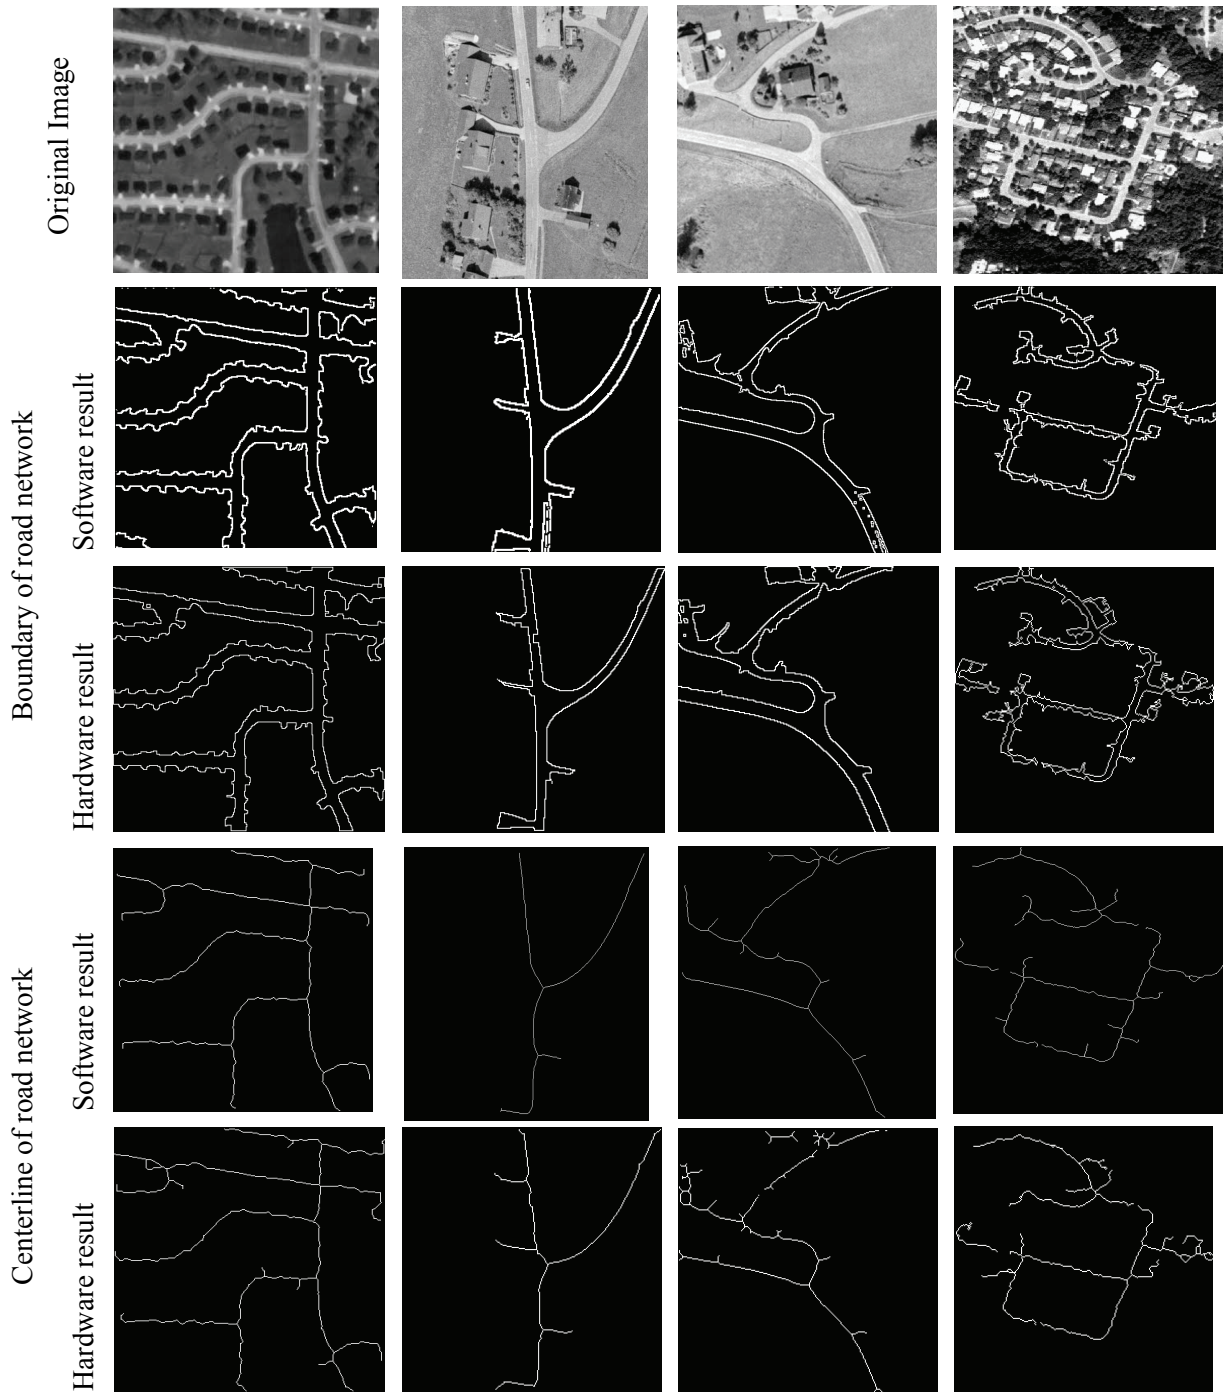 Original Image
Boundary of road network
Software result
Hardware result
Centerline of road network
Software result
Hardware result